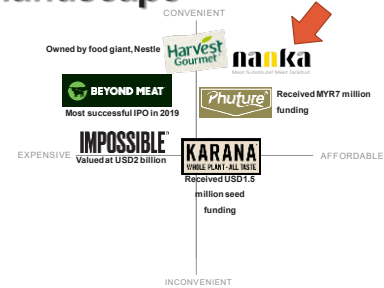 landscape
CONVENIENT
Owned by food giant, Nestle
Harvest
Gourmet
nanka
Meat Substitute! Meet Jackfruit!
BEYOND MEAT
Most successful IPO in 2019
Phuture
Received MYR7 million
funding
IMPOSSIBLE
Valued at USD2 billion
EXPENSIVE
KARANA
WHOLE PLANT-ALL TASTE
AFFORDABLE
Received USD1.5
million seed
funding
INCONVENIENT